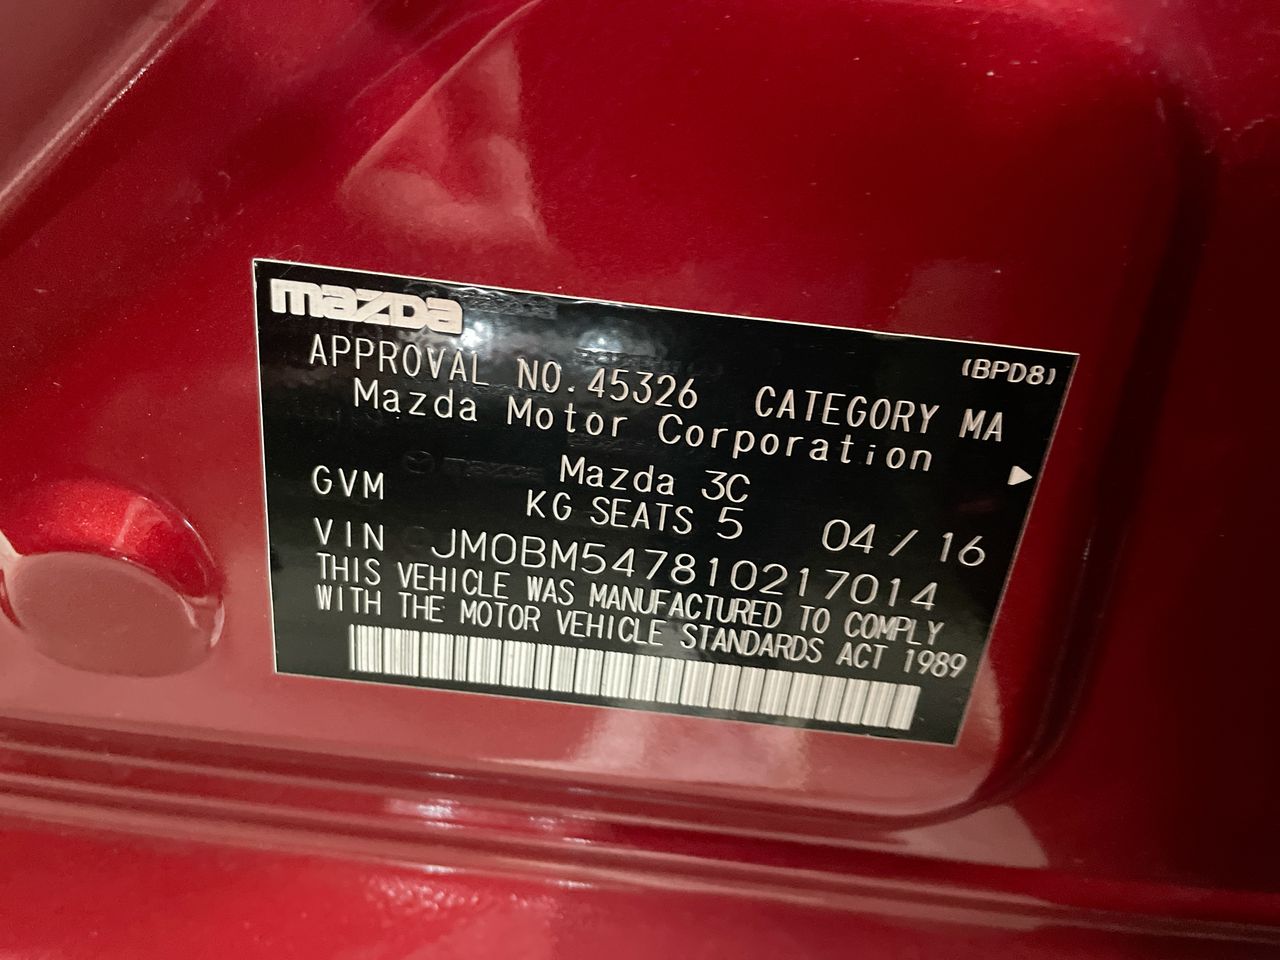 mazda
(BPD8)
APPROVAL NO.45326 CATEGORY MA
Mazda Motor Corporation
Mazda 3C
GVM KG SEATS 5 04/16
VIN JM0BM547810217014
THIS VEHICLE WAS MANUFACTURED TO COMPLY
WITH THE MOTOR VEHICLE STANDARDS ACT 1989